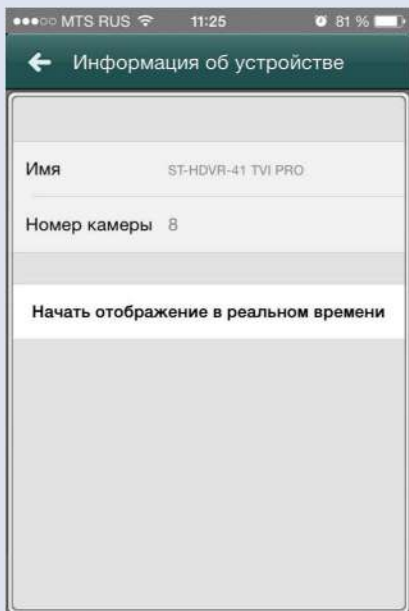 MTS RUS 11:25 81 %
Информация об устройстве
Имя ST-HDVR-41 TVI PRO
Номер камеры 8
Начать отображение в реальном времени